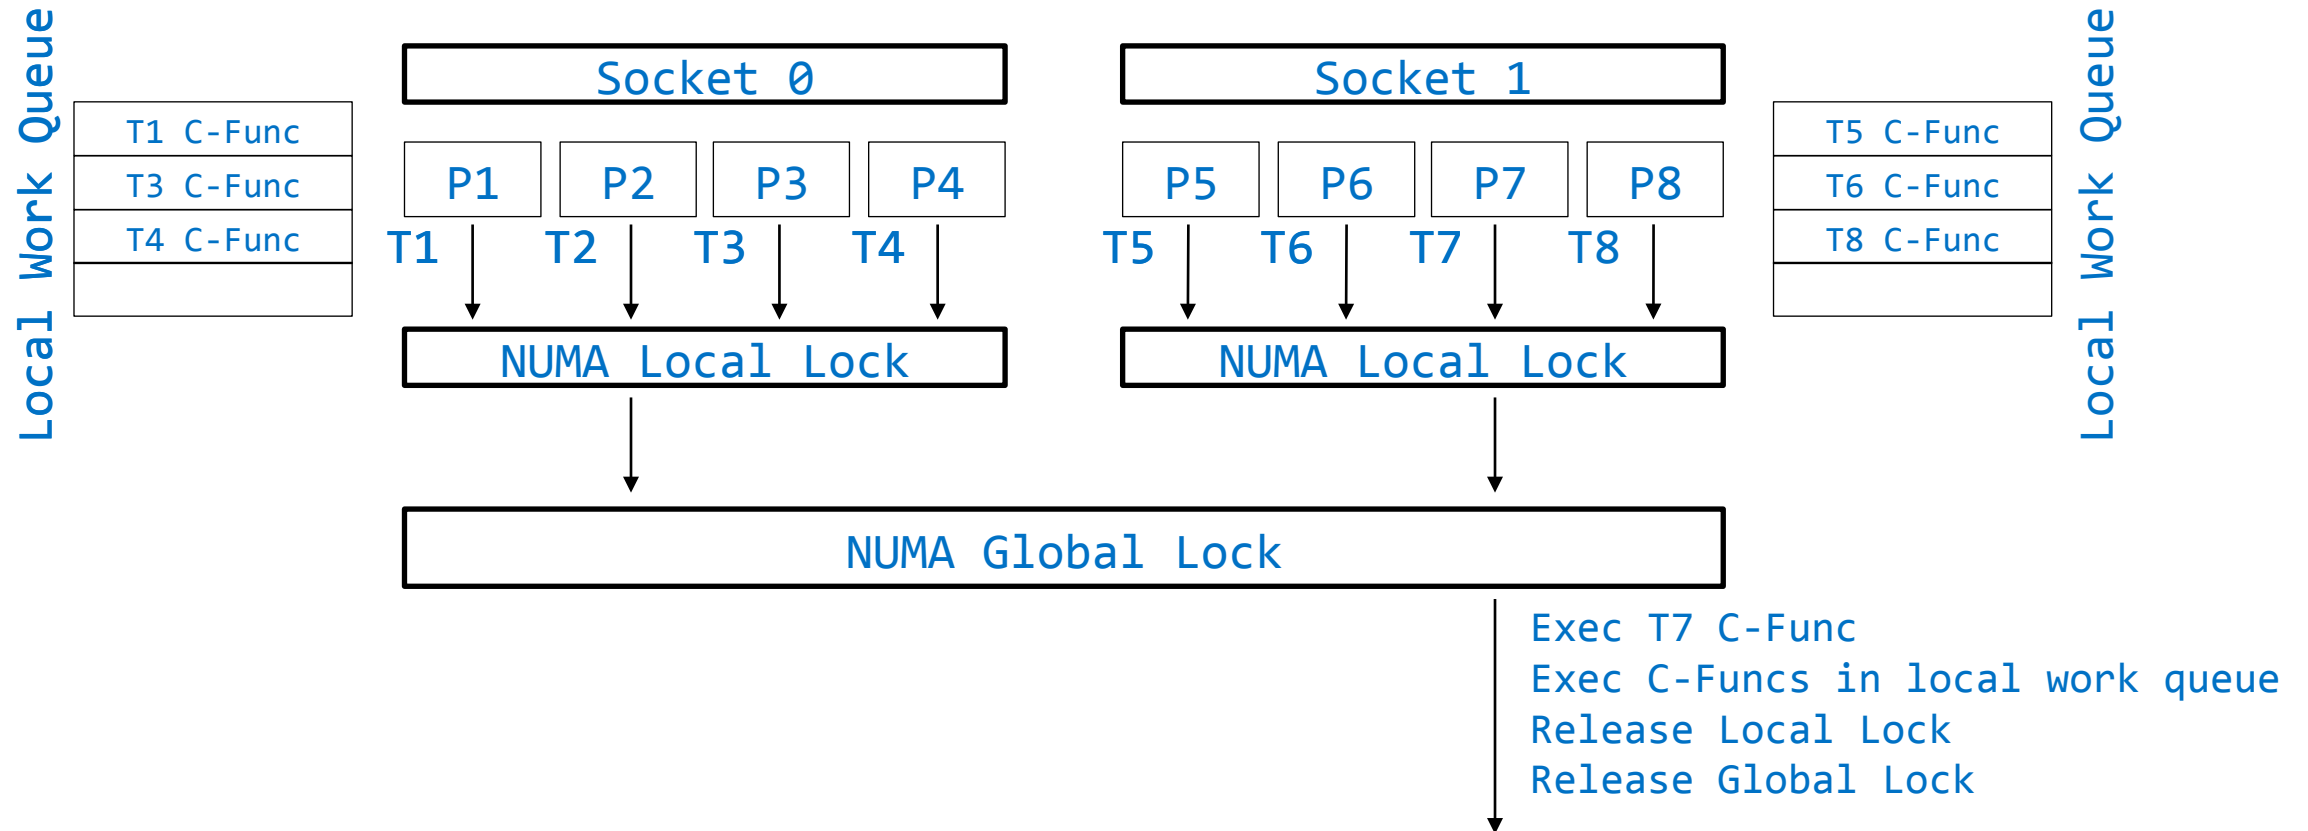 Local Work Queue
T1 C-Func
T3 C-Func
T4 C-Func
Socket 0
P1 P2 P3 P4
T1 T2 T3 T4
NUMA Local Lock
Socket 1
P5 P6 P7 P8
T5 T6 T7 T8
NUMA Local Lock
T5 C-Func
T6 C-Func
T8 C-Func
Local Work Queue
NUMA Global Lock
Exec T7 C-Func
Exec C-Funcs in local work queue
Release Local Lock
Release Global Lock